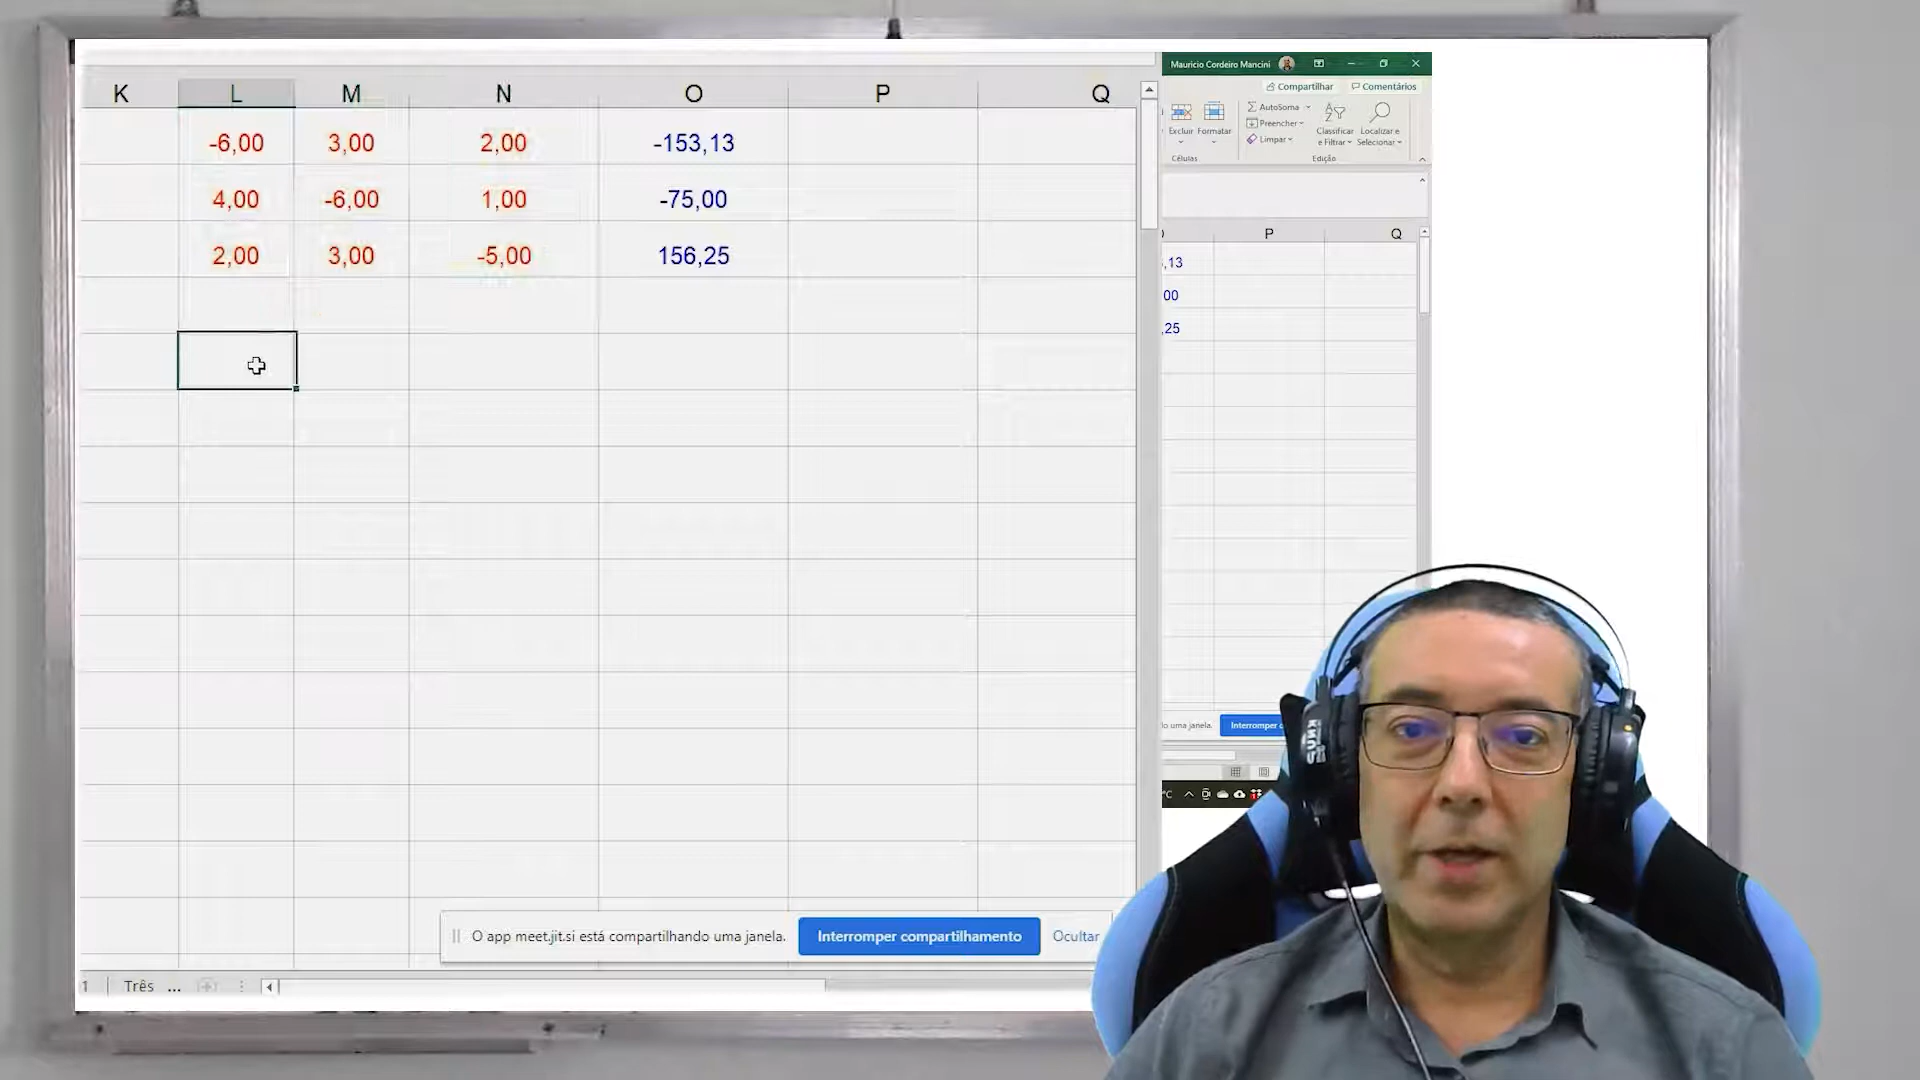 K L M N O P Q
-6,00 3,00 2,00 -153,13
4,00 -6,00 1,00 -75,00
2,00 3,00 -5,00 156,25
O app meet.jit.si está compartilhando uma janela. Interromper compartilhamento Ocultar
1 Três ...
Mauricio Cordeiro Mancini
Compartilhar Comentários
Excluir Formatar
AutoSoma
Preencher
Limpar
Classificar e Filtrar
Localizar e Selecionar
Células Edição
P Q
,13
00
,25
uma janela. Interromper